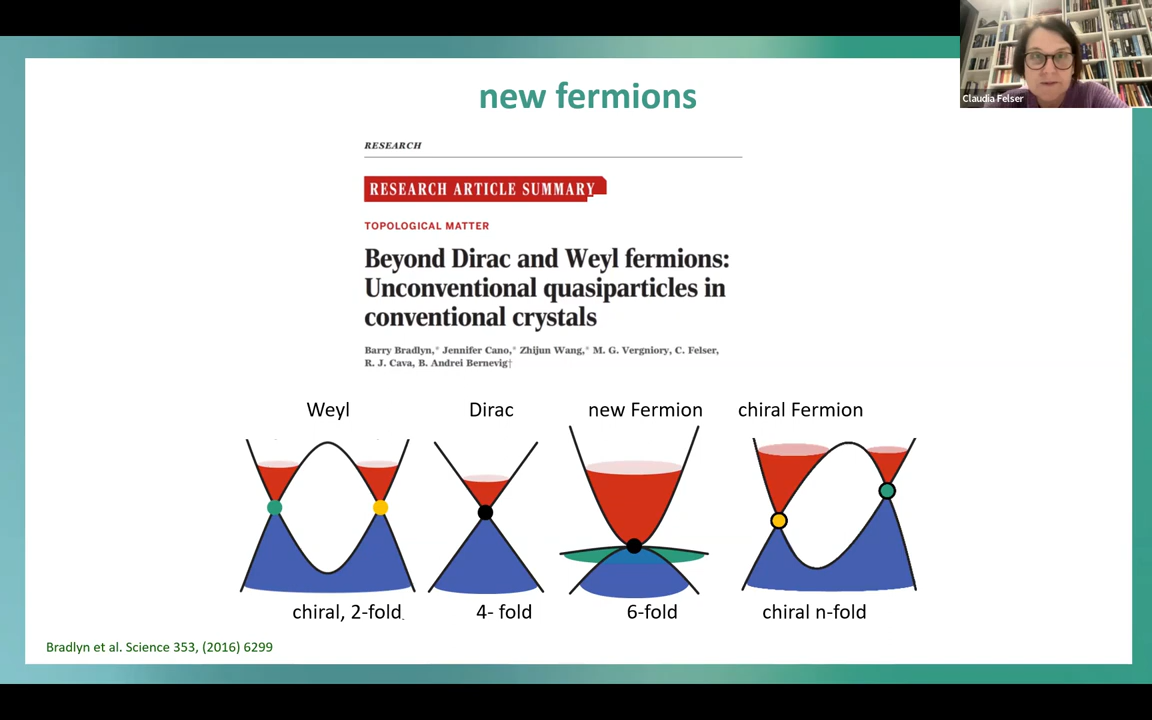 new fermions
Claudia Felser
RESEARCH
RESEARCH ARTICLE SUMMARY
TOPOLOGICAL MATTER
Beyond Dirac and Weyl fermions:
Unconventional quasiparticles in
conventional crystals
Barry Bradlyn,* Jennifer Cano,* Zhijun Wang,* M. G. Vergniory, C. Felser,
R. J. Cava, B. Andrei Bernevig†
Weyl Dirac new Fermion chiral Fermion
chiral, 2-fold. 4- fold 6-fold chiral n-fold
Bradlyn et al. Science 353, (2016) 6299